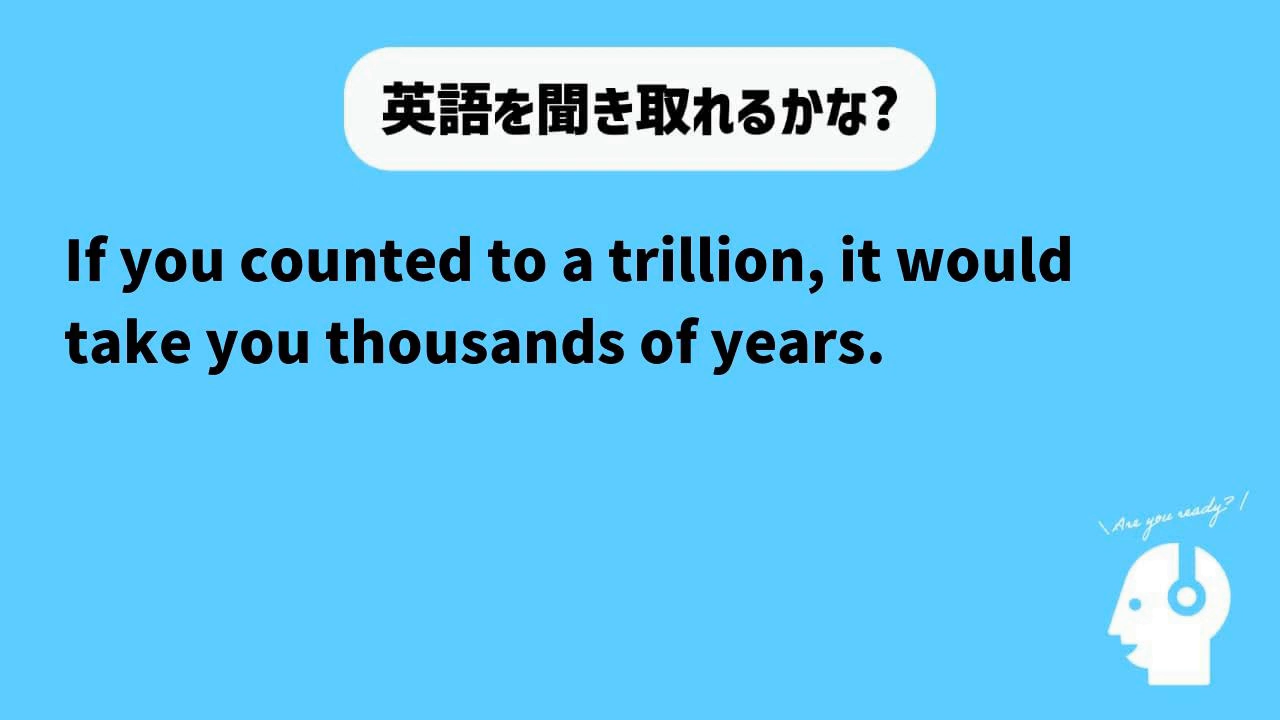 英語を聞き取れるかな?
If you counted to a trillion, it would
take you thousands of years.
\ Are you ready? /